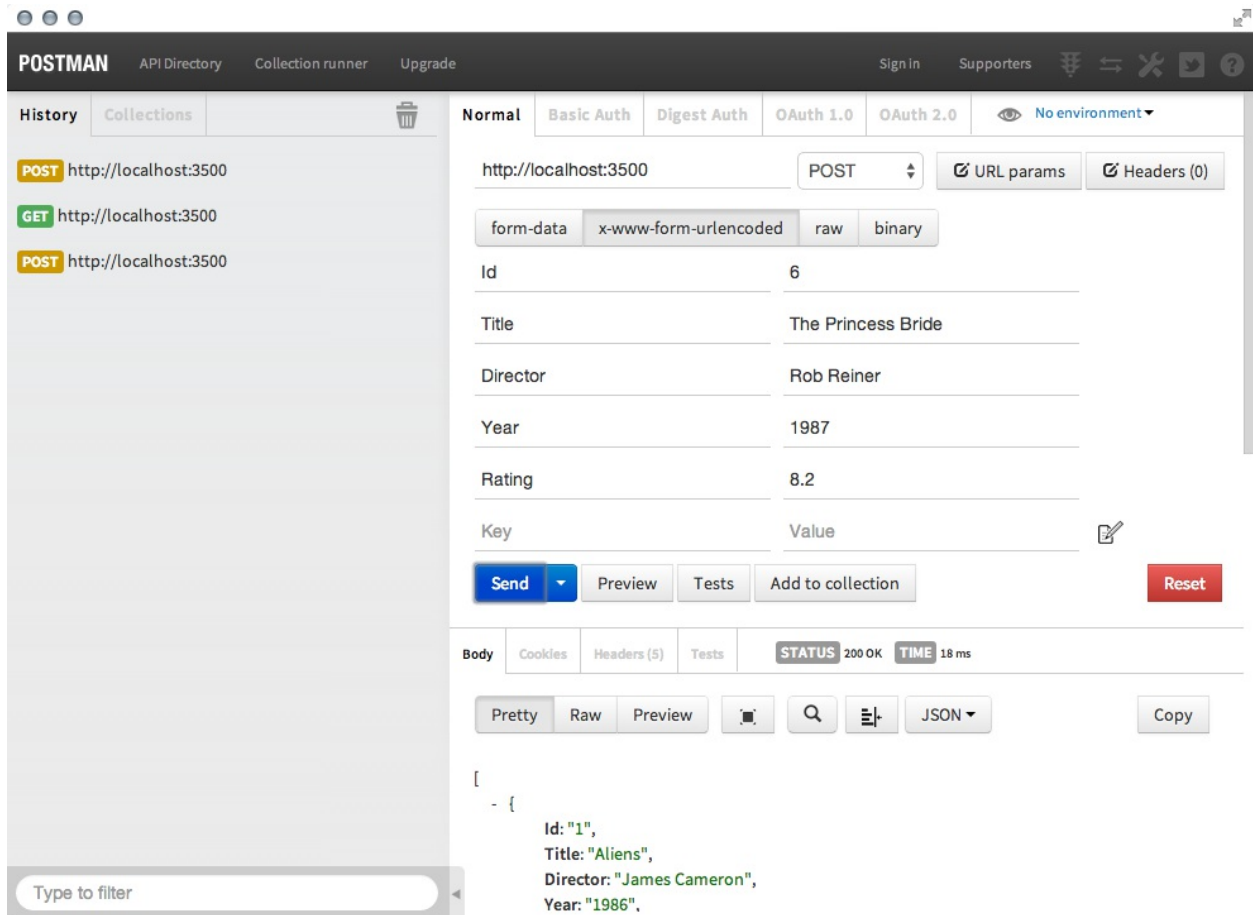 POSTMAN API Directory Collection runner Upgrade Sign in Supporters
History Collections
POST http://localhost:3500
GET http://localhost:3500
POST http://localhost:3500
Type to filter
Normal Basic Auth Digest Auth OAuth 1.0 OAuth 2.0 No environment
http://localhost:3500 POST URL params Headers (0)
form-data x-www-form-urlencoded raw binary
Id 6
Title The Princess Bride
Director Rob Reiner
Year 1987
Rating 8.2
Key Value
Send Preview Tests Add to collection Reset
Body Cookies Headers (5) Tests STATUS 200 OK TIME 18 ms
Pretty Raw Preview JSON Copy
[
- {
Id: "1",
Title: "Aliens",
Director: "James Cameron",
Year: "1986",